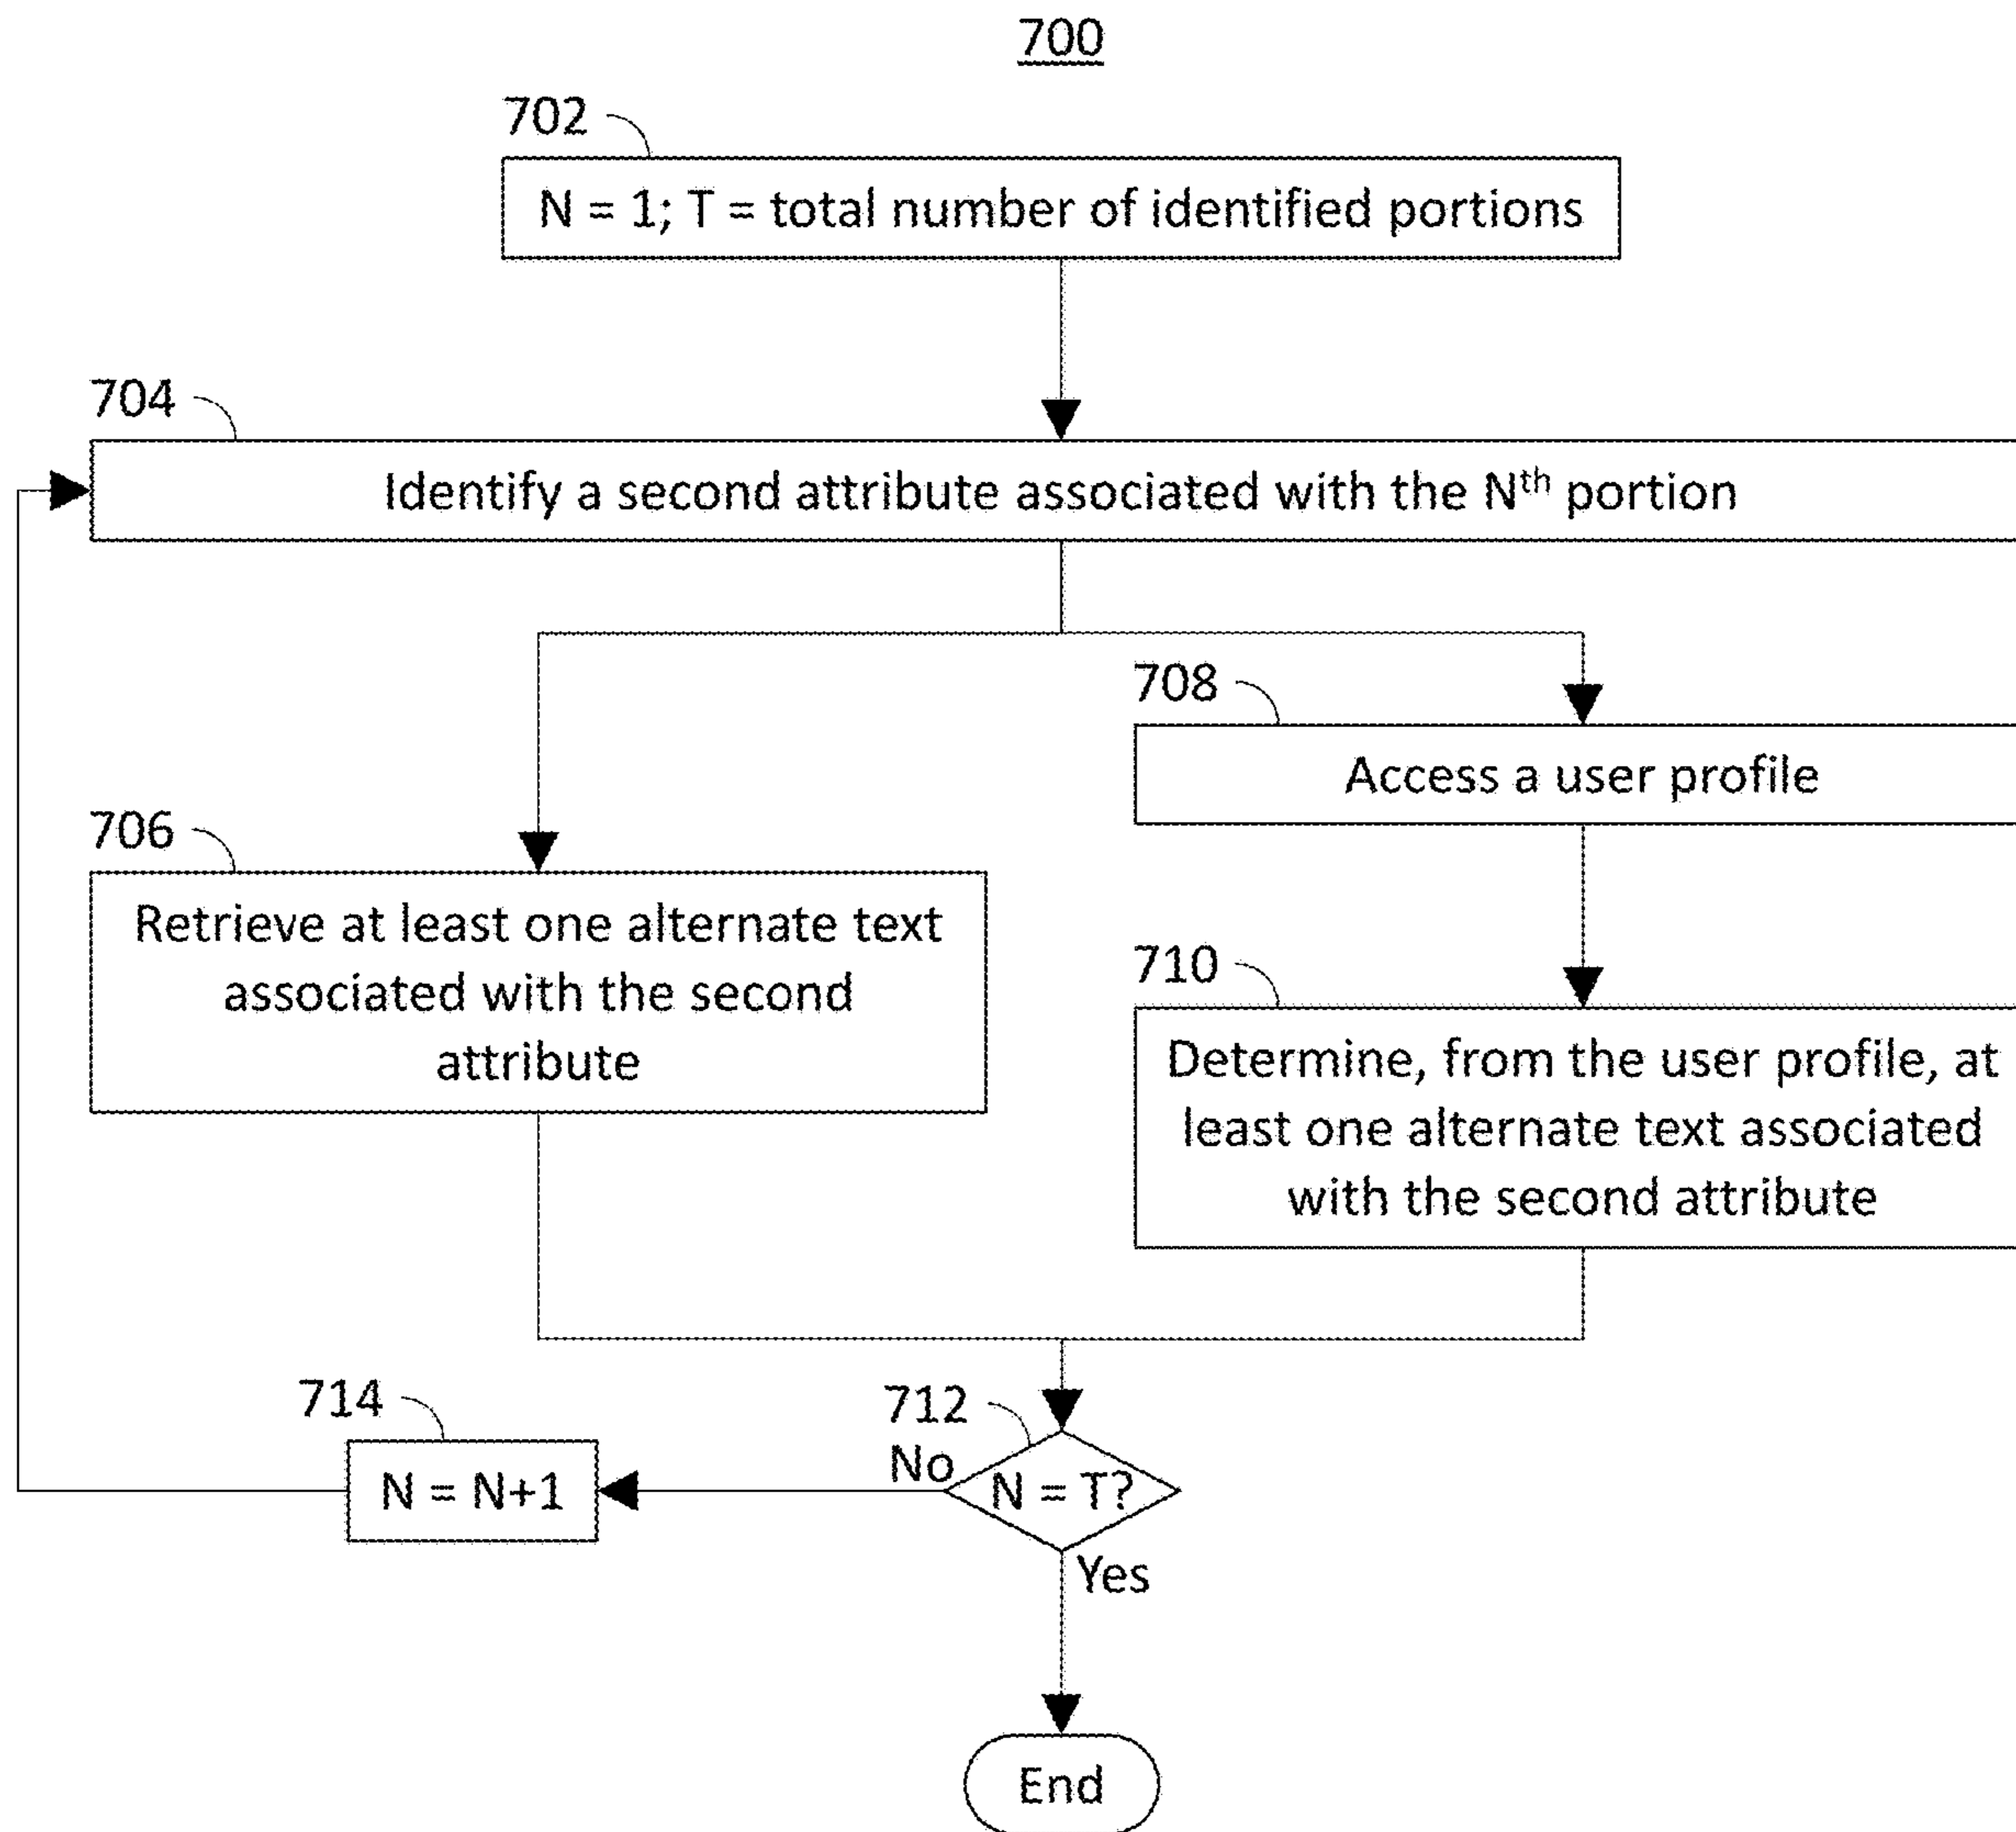 700
702
N = 1; T = total number of identified portions
704
Identify a second attribute associated with the Nth portion
708
Access a user profile
706
Retrieve at least one alternate text
associated with the second
attribute
710
Determine, from the user profile, at
least one alternate text associated
with the second attribute
714
N = N+1
712
No
N = T?
Yes
End